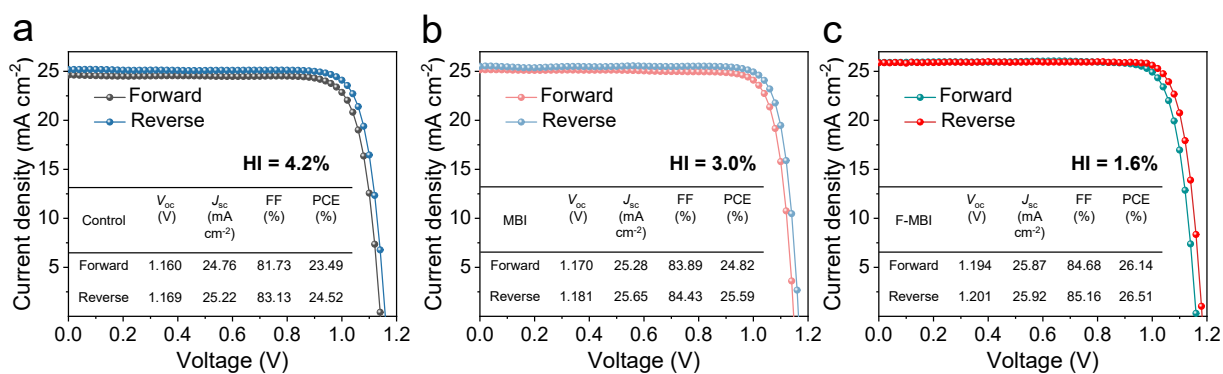 a
Current density (mA cm⁻²)
25
20
15
10
5
Forward
Reverse
HI = 4.2%
Control Voc (V) Jsc (mA cm⁻²) FF (%) PCE (%)
Forward 1.160 24.76 81.73 23.49
Reverse 1.169 25.22 83.13 24.52
0.0 0.2 0.4 0.6 0.8 1.0 1.2
Voltage (V)
b
Current density (mA cm⁻²)
25
20
15
10
5
Forward
Reverse
HI = 3.0%
MBI Voc (V) Jsc (mA cm⁻²) FF (%) PCE (%)
Forward 1.170 25.28 83.89 24.82
Reverse 1.181 25.65 84.43 25.59
0.0 0.2 0.4 0.6 0.8 1.0 1.2
Voltage (V)
c
Current density (mA cm⁻²)
25
20
15
10
5
Forward
Reverse
HI = 1.6%
F-MBI Voc (V) Jsc (mA cm⁻²) FF (%) PCE (%)
Forward 1.194 25.87 84.68 26.14
Reverse 1.201 25.92 85.16 26.51
0.0 0.2 0.4 0.6 0.8 1.0 1.2
Voltage (V)